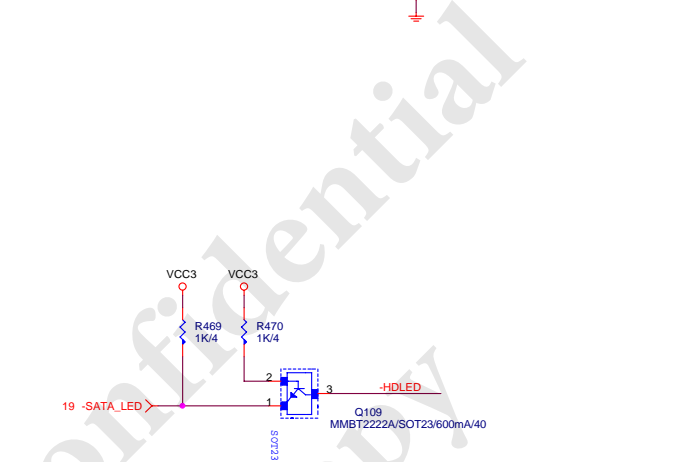 VCC3
VCC3
R469
1K/4
R470
1K/4
2
3
-HDLED
19 -SATA_LED
1
Q109
MMBT2222A/SOT23/600mA/40
SOT23
Confidential